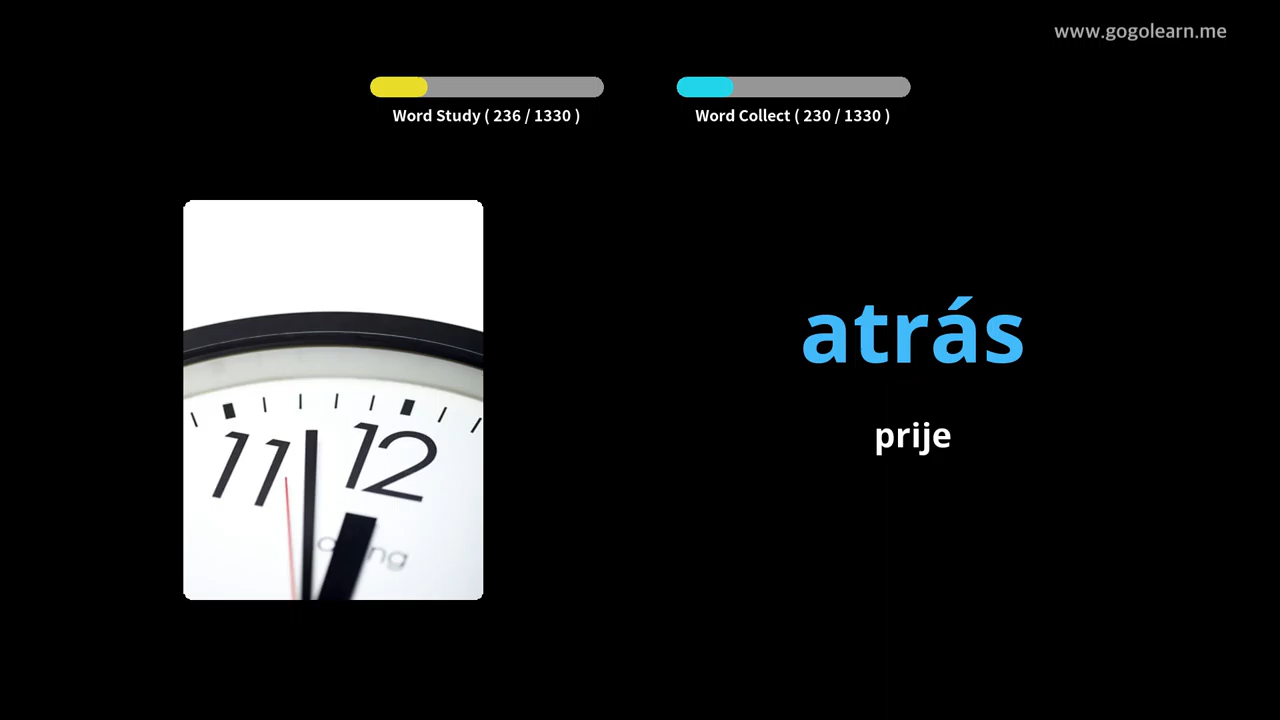 www.gogolearn.me
Word Study ( 236 / 1330 )
Word Collect ( 230 / 1330 )
11 12
atrás
prije